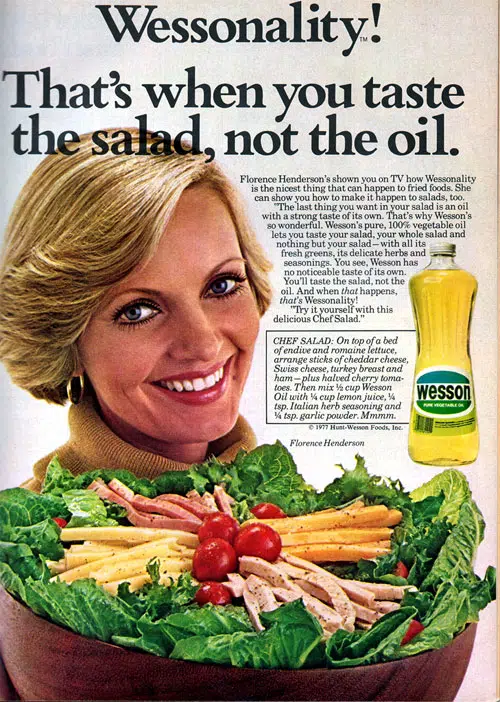 Wessonality!
TM
That's when you taste
the salad, not the oil.
Florence Henderson's shown you on TV how Wessonality
is the nicest thing that can happen to fried foods. She
can show you how to make it happen to salads, too.
"The last thing you want in your salad is an oil
with a strong taste of its own. That's why Wesson's
so wonderful. Wesson's pure, 100% vegetable oil
lets you taste your salad, your whole salad and
nothing but your salad—with all its
fresh greens, its delicate herbs and
seasonings. You see, Wesson has
no noticeable taste of its own.
You'll taste the salad, not the
oil. And when that happens,
that's Wessonality!
"Try it yourself with this
delicious Chef Salad."
CHEF SALAD: On top of a bed
of endive and romaine lettuce,
arrange sticks of cheddar cheese,
Swiss cheese, turkey breast and
ham—plus halved cherry toma-
toes. Then mix ½ cup Wesson
Oil with ¼ cup lemon juice, ¼
tsp. Italian herb seasoning and
¼ tsp. garlic powder. Mmmm.
© 1977 Hunt-Wesson Foods, Inc.
Florence Henderson
Wesson
PURE VEGETABLE OIL